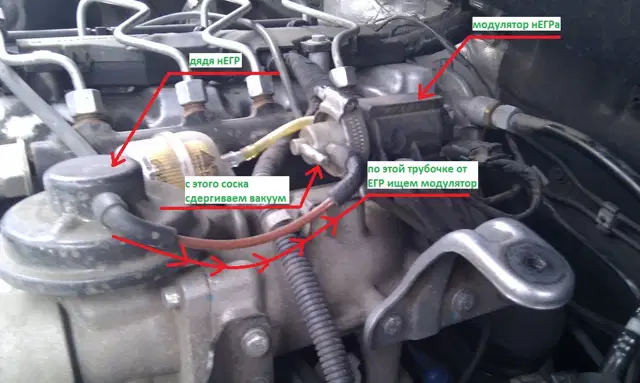 модулятор нЕГРа
дядя нЕГР
с этого соска
сдергиваем вакуум
по этой трубочке от
ЕГР ищем модулятор